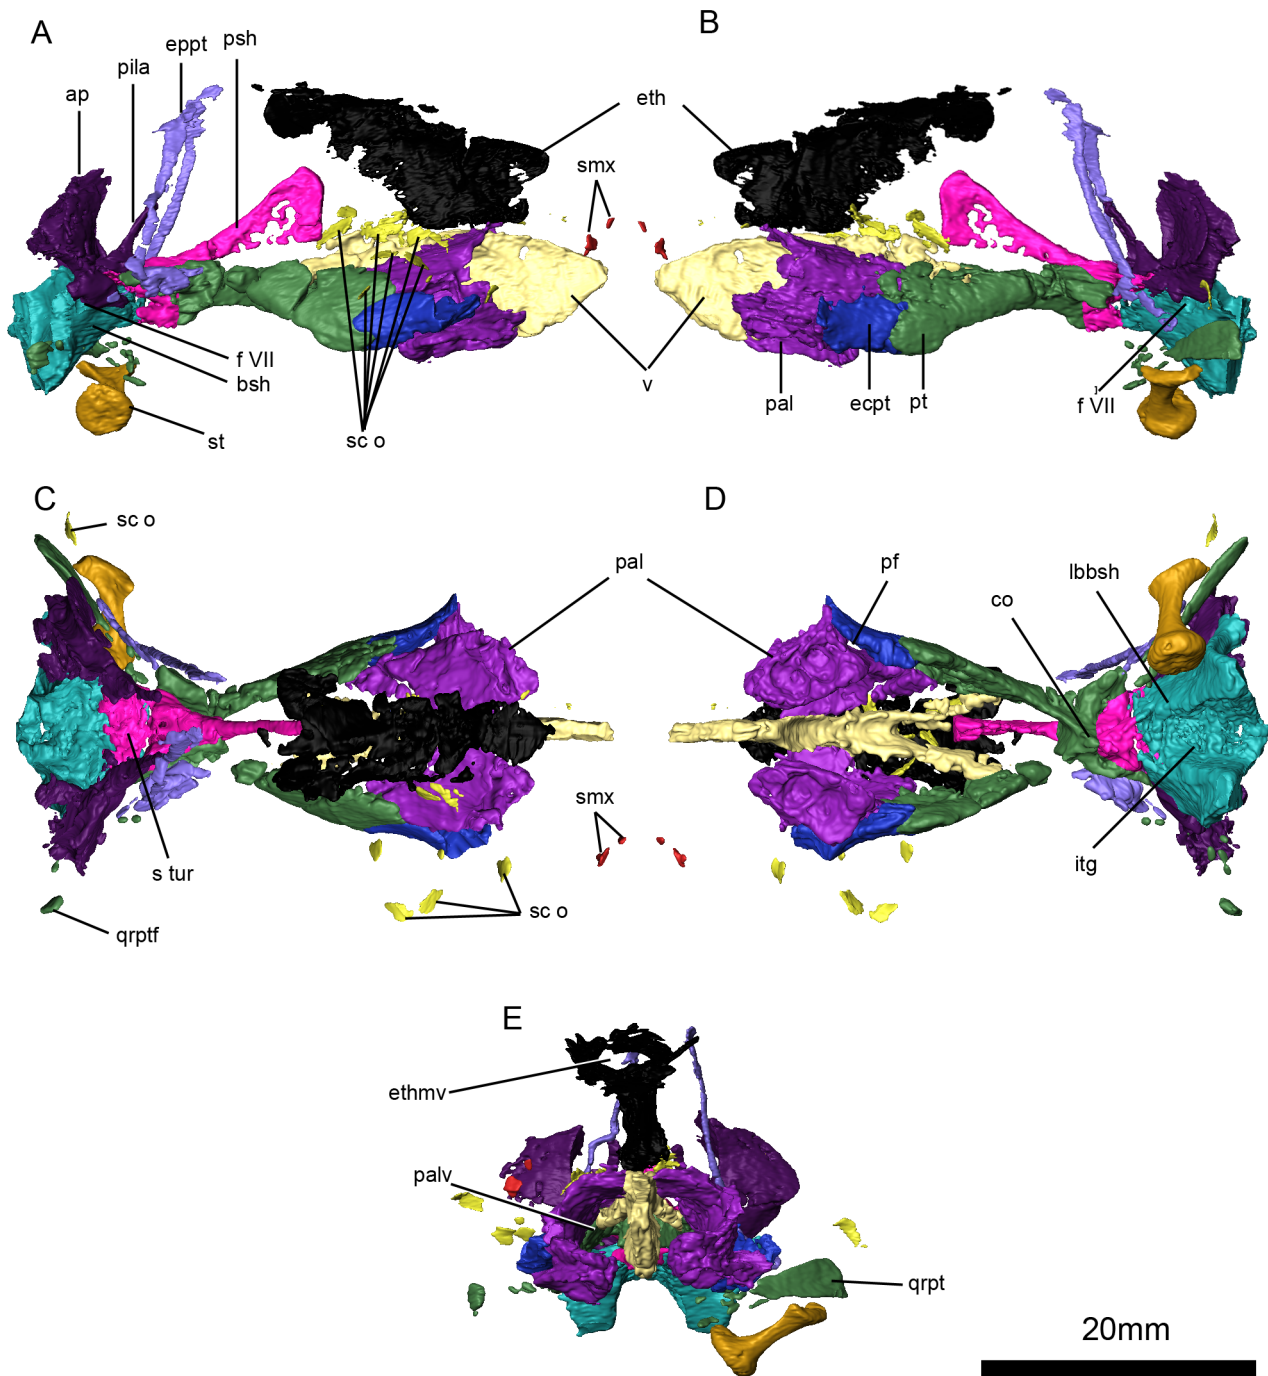 A
B
eppt
psh
pila
ap
eth
smx
f VII
bsh
st
sc o
v
pal
ecpt
pt
f VII
C
D
sc o
pal
pf
lbbsh
co
smx
s tur
itg
sc o
qrptf
E
ethmv
palv
qrpt
20mm